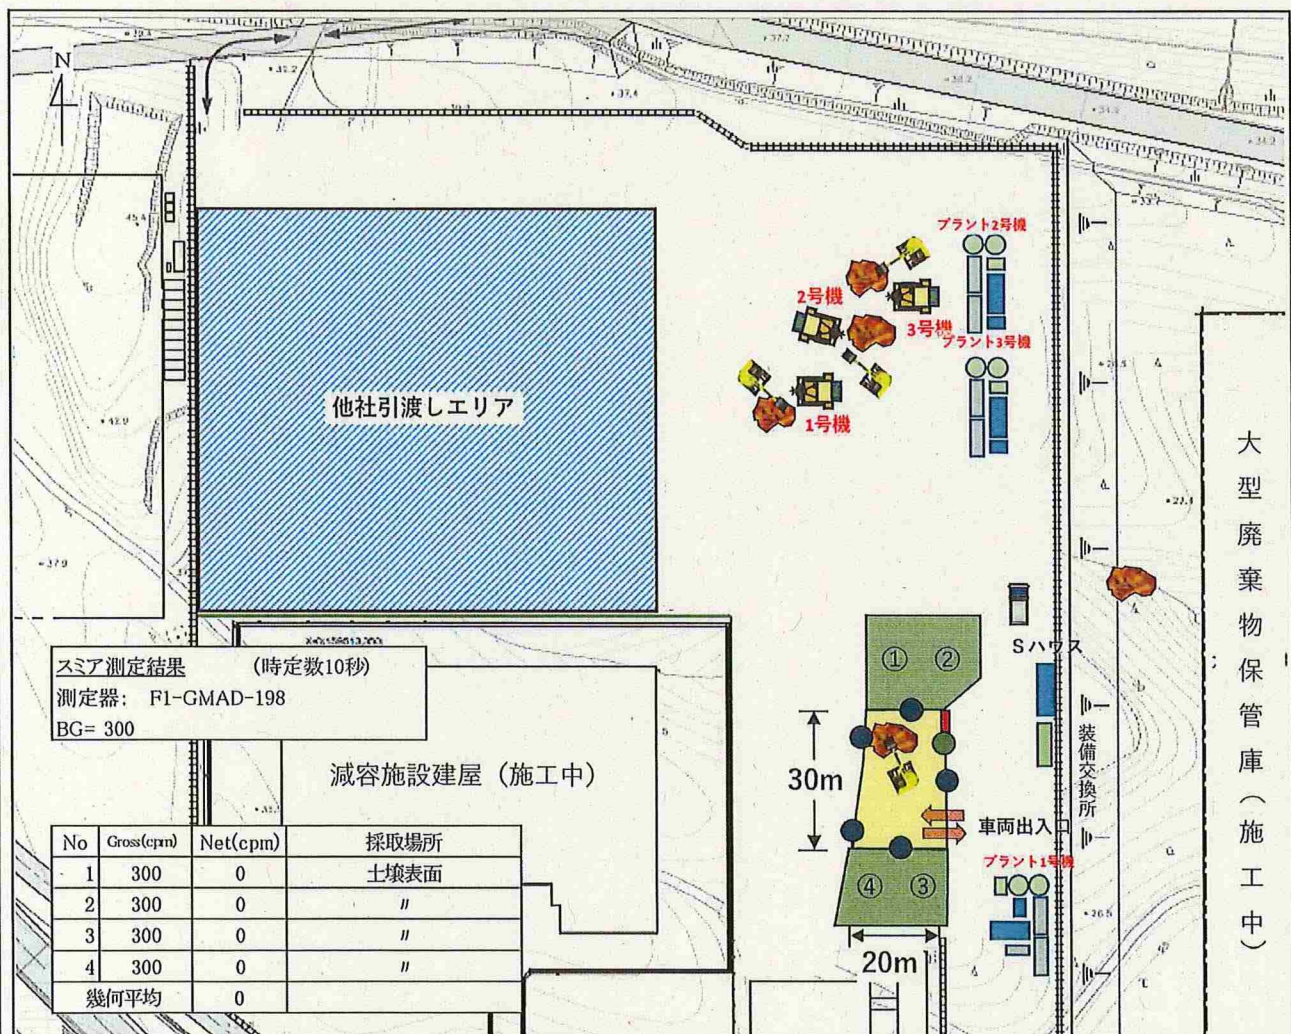 N
プラント2号機
2号機
3号機
プラント3号機
1号機
他社引渡しエリア
大型廃棄物保管庫（施工中）
Sハウス
① ②
装備交換所
スミア測定結果 (時定数10秒)
測定器: F1-GMAD-198
BG= 300
減容施設建屋（施工中）
30m
車両出入口
プラント1号機
④ ③
20m
No Gross(cpm) Net(cpm) 採取場所
1 300 0 土壌表面
2 300 0 〃
3 300 0 〃
4 300 0 〃
幾何平均 0